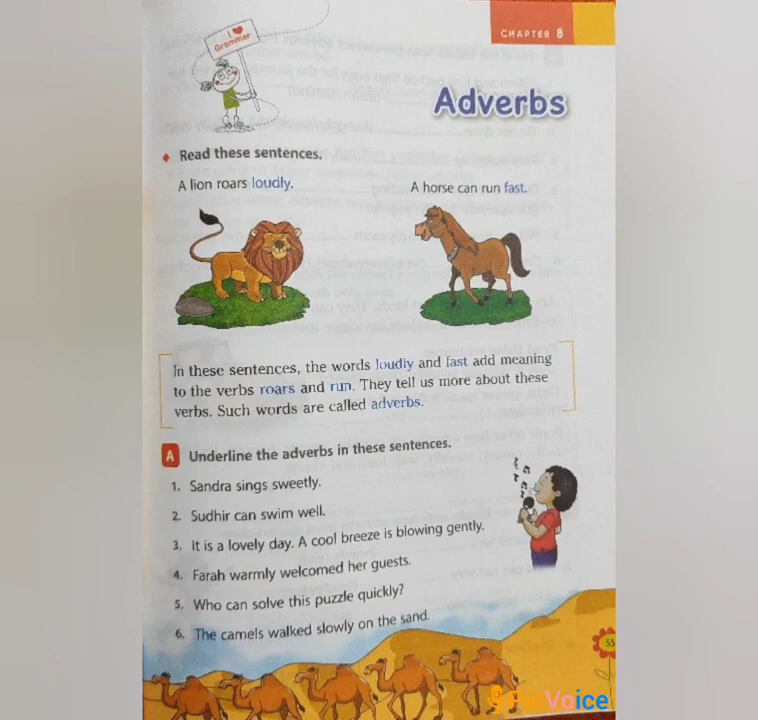 I ♥
Grammar
CHAPTER 8
Adverbs
Read these sentences.
A lion roars loudly.
A horse can run fast.
In these sentences, the words loudly and fast add meaning
to the verbs roars and run. They tell us more about these
verbs. Such words are called adverbs.
A Underline the adverbs in these sentences.
1. Sandra sings sweetly.
2. Sudhir can swim well.
3. It is a lovely day. A cool breeze is blowing gently.
4. Farah warmly welcomed her guests.
5. Who can solve this puzzle quickly?
6. The camels walked slowly on the sand.
55
Voice